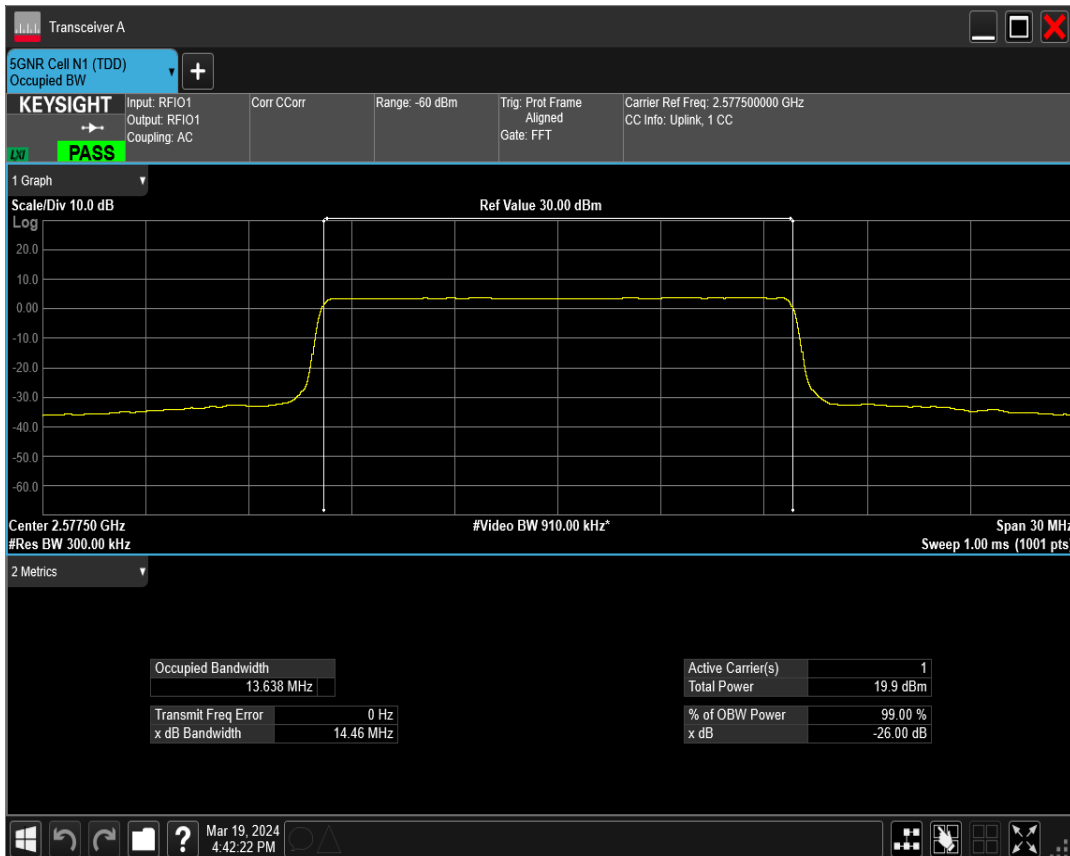 Transceiver A
5GNR Cell N1 (TDD)
Occupied BW
+
KEYSIGHT
LXI
PASS
Input: RFIO1
Output: RFIO1
Coupling: AC
Corr CCorr
Range: -60 dBm
Trig: Prot Frame
Aligned
Gate: FFT
Carrier Ref Freq: 2.577500000 GHz
CC Info: Uplink, 1 CC
1 Graph
Scale/Div 10.0 dB
Ref Value 30.00 dBm
Log
20.0
10.0
0.00
-10.0
-20.0
-30.0
-40.0
-50.0
-60.0
Center 2.57750 GHz
#Video BW 910.00 kHz*
Span 30 MHz
#Res BW 300.00 kHz
Sweep 1.00 ms (1001 pts)
2 Metrics
Occupied Bandwidth
13.638 MHz
Transmit Freq Error 0 Hz
x dB Bandwidth 14.46 MHz
Active Carrier(s) 1
Total Power 19.9 dBm
% of OBW Power 99.00 %
x dB -26.00 dB
?
Mar 19, 2024
4:42:22 PM